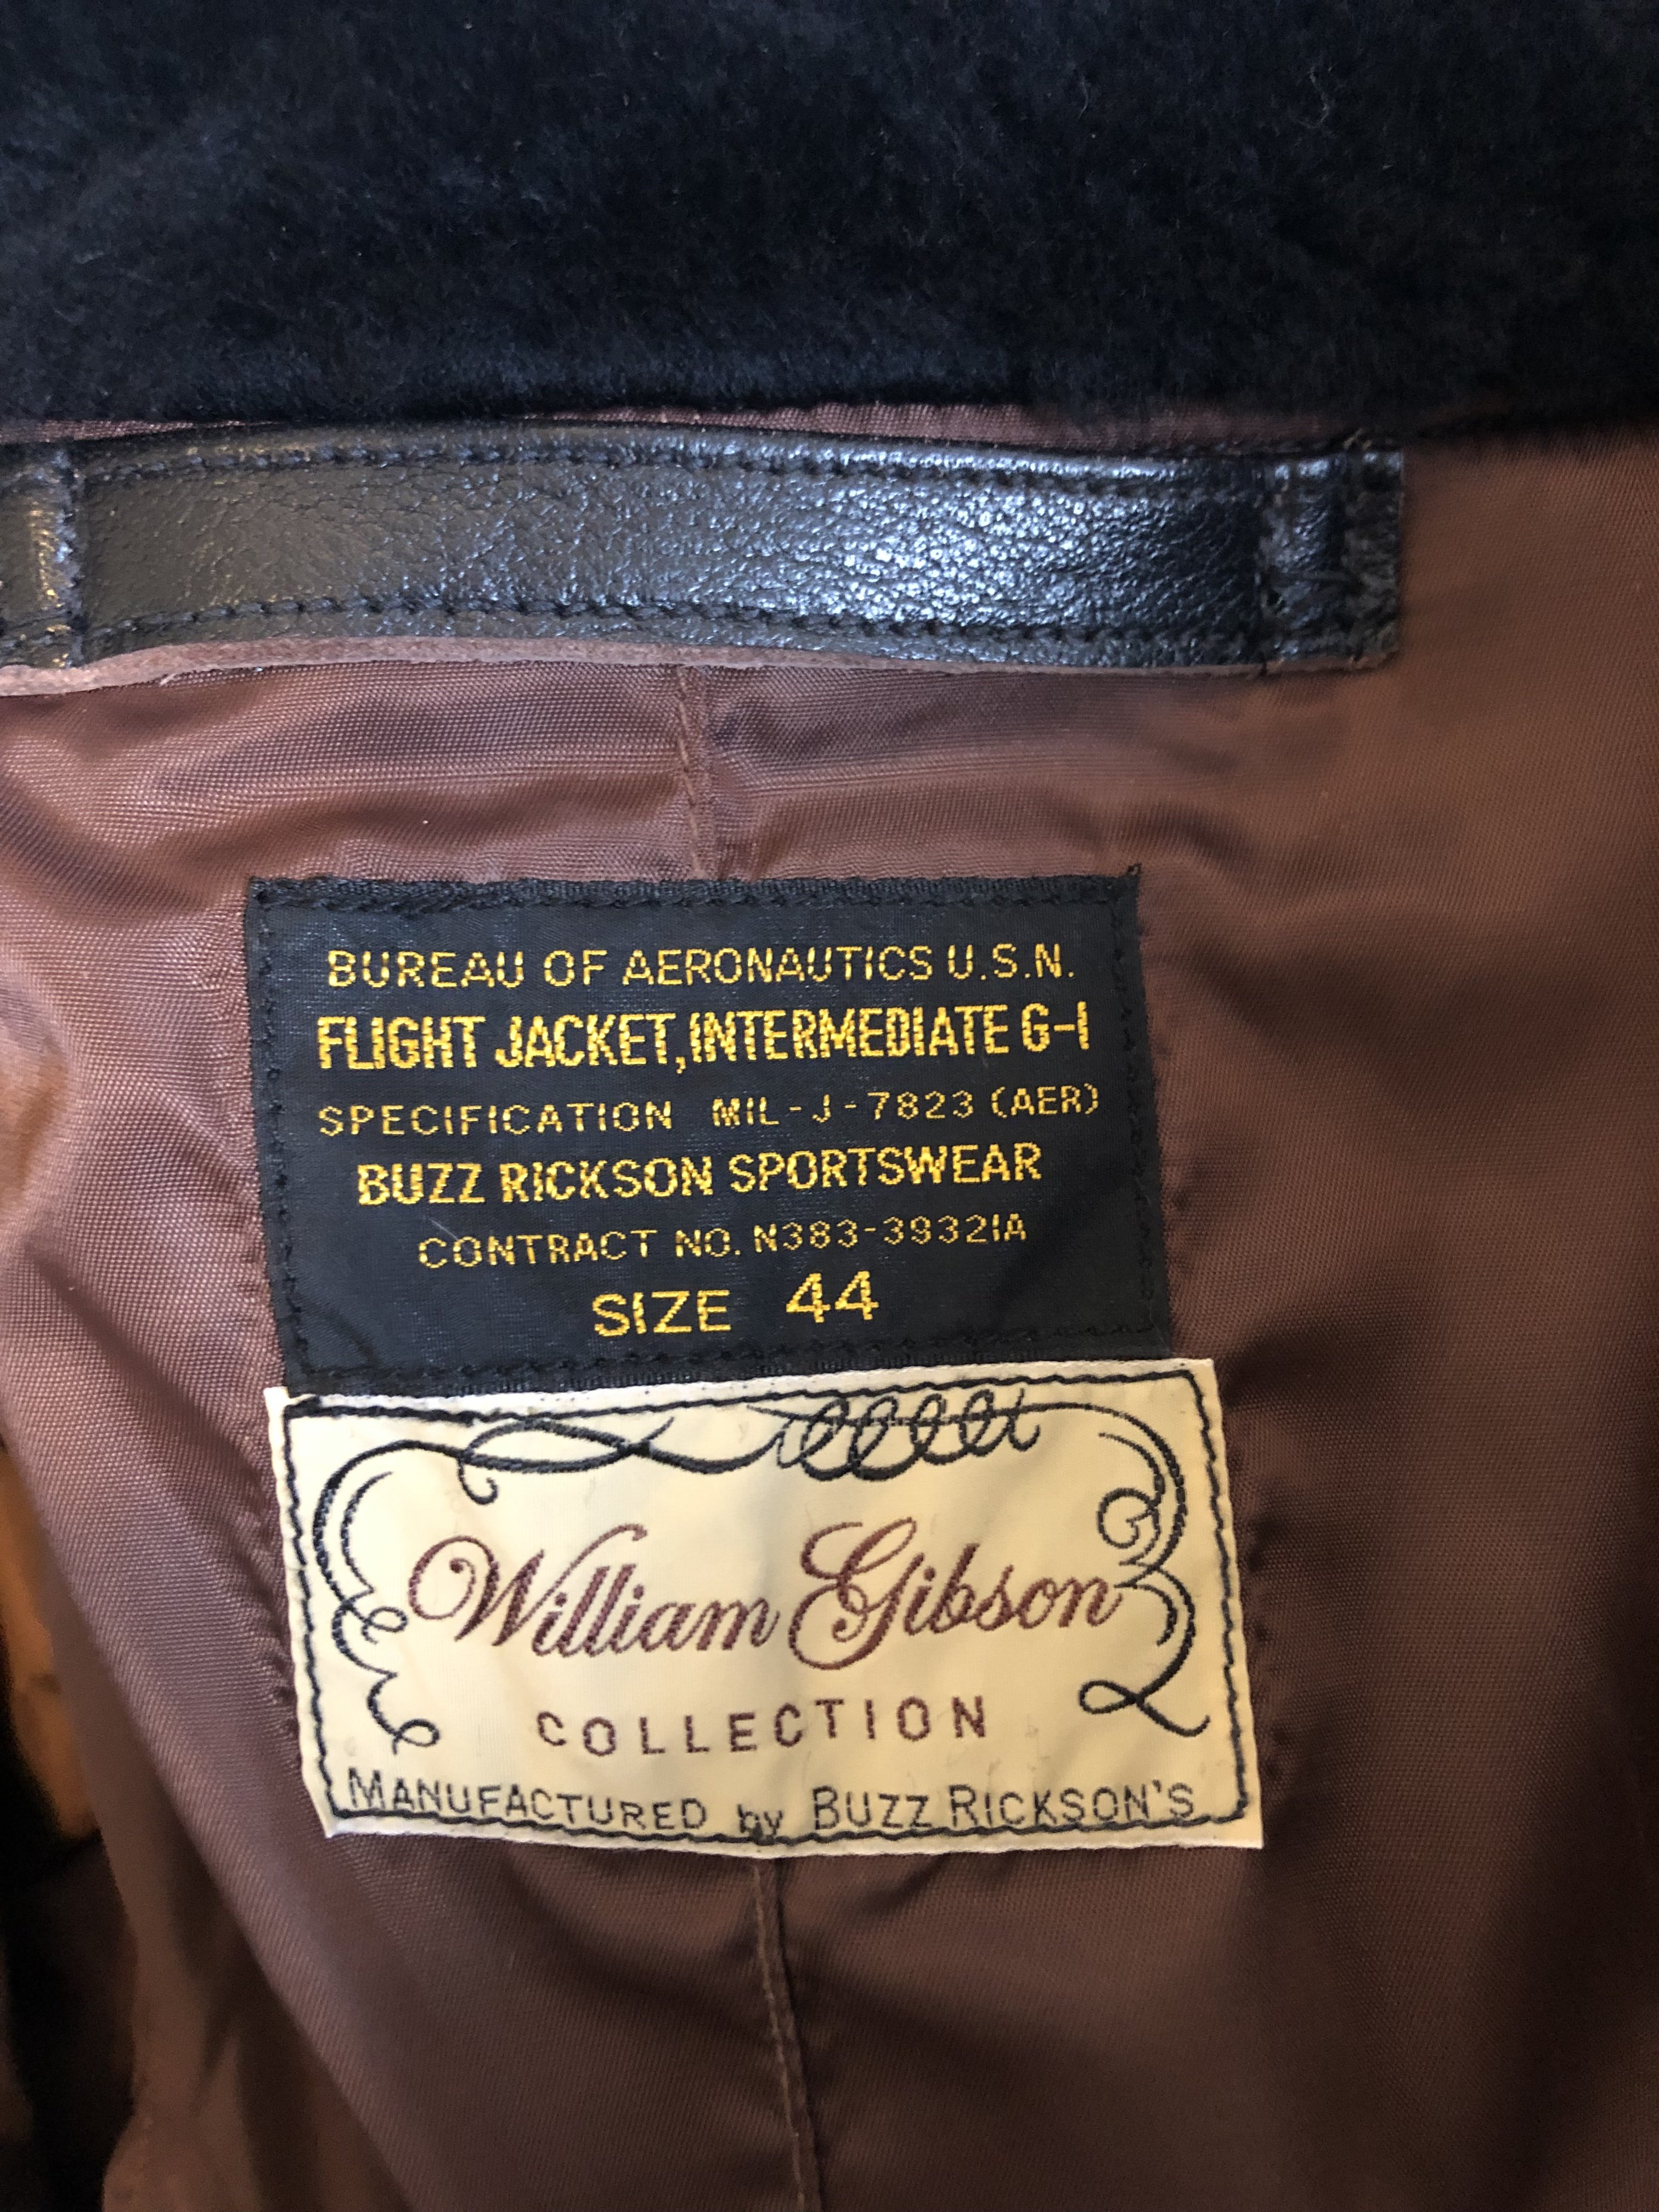 BUREAU OF AERONAUTICS U.S.N.
FLIGHT JACKET, INTERMEDIATE G-1
SPECIFICATION MIL-J-7823 (AER)
BUZZ RICKSON SPORTSWEAR
CONTRACT NO. N383-39321A
SIZE 44
William Gibson
COLLECTION
MANUFACTURED by BUZZ RICKSON'S